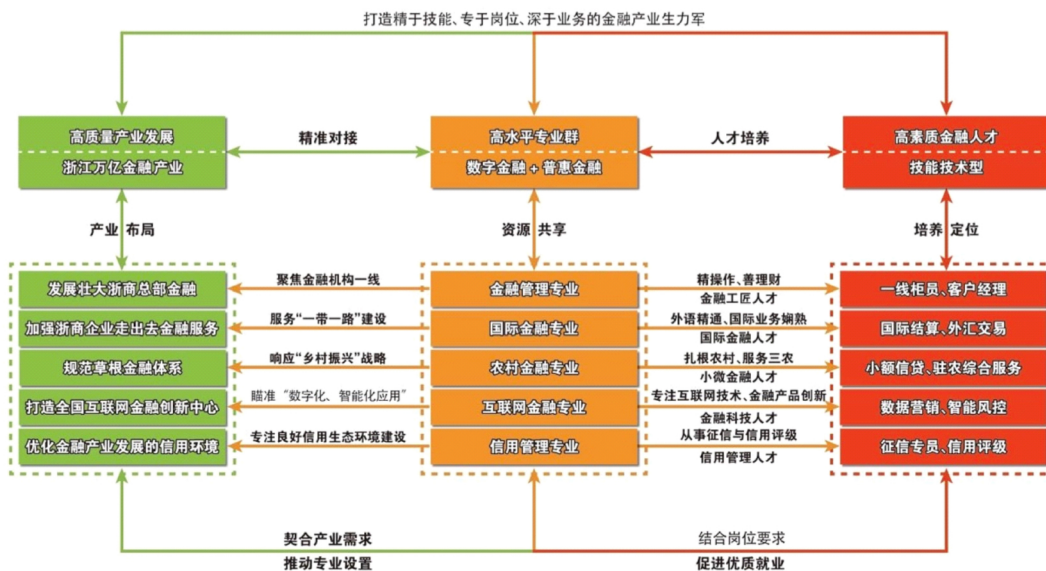 打造精于技能、专于岗位、深于业务的金融产业生力军
高质量产业发展
浙江万亿金融产业
精准对接
高水平专业群
数字金融+普惠金融
人才培养
高素质金融人才
技能技术型
产业 布局
资源 共享
培养 定位
发展壮大浙商总部金融
聚焦金融机构一线
金融管理专业
精操作、善理财
金融工匠人才
一线柜员、客户经理
加强浙商企业走出去金融服务
服务“一带一路”建设
国际金融专业
外语精通、国际业务娴熟
国际金融人才
国际结算、外汇交易
规范草根金融体系
响应“乡村振兴”战略
农村金融专业
扎根农村、服务三农
小微金融人才
小额信贷、驻农综合服务
打造全国互联网金融创新中心
瞄准“数字化、智能化应用”
互联网金融专业
专注互联网技术、金融产品创新
金融科技人才
数据营销、智能风控
优化金融产业发展的信用环境
专注良好信用生态环境建设
信用管理专业
从事征信与信用评级
信用管理人才
征信专员、信用评级
契合产业需求
推动专业设置
结合岗位要求
促进优质就业